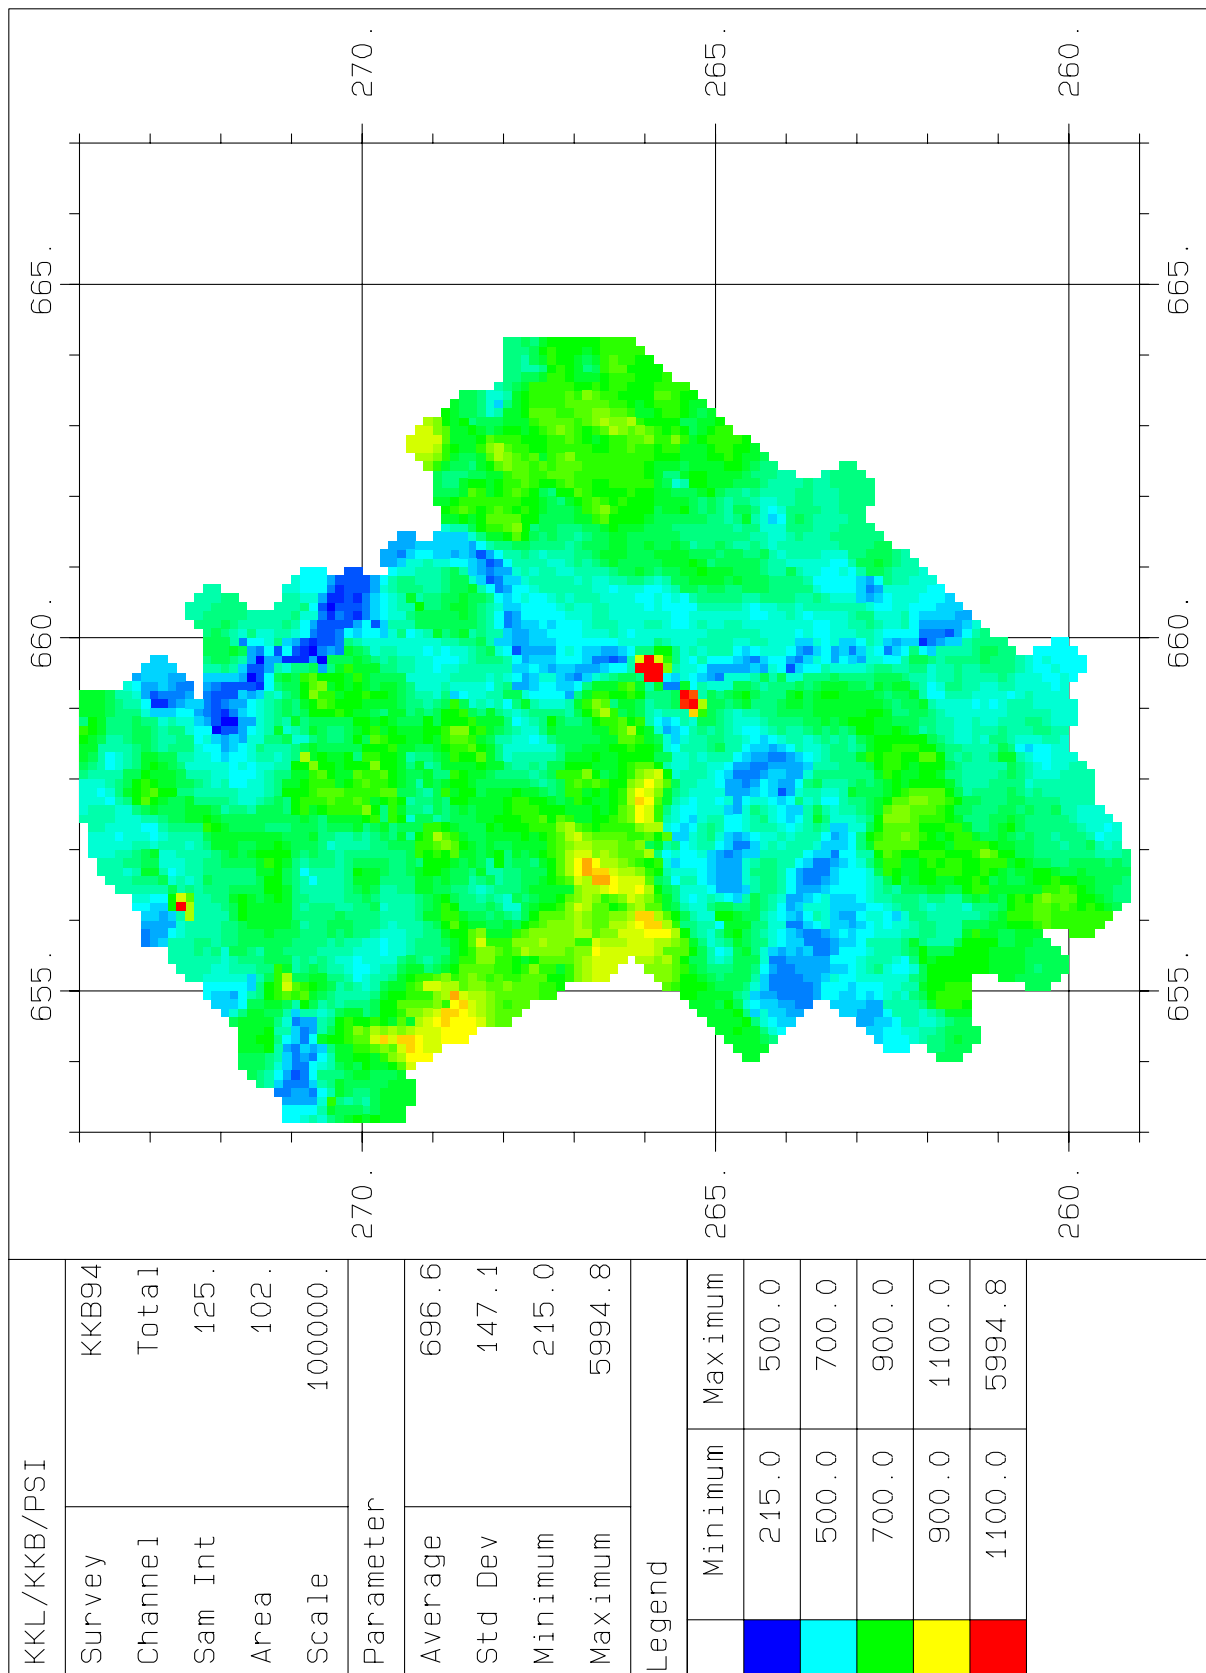 KKL/KKB/PSI
Survey KKB94
Channel Total
Sam Int 125.
Area 102.
Scale 100000.
Parameter
Average 696.6
Std Dev 147.1
Minimum 215.0
Maximum 5994.8
Legend
Minimum Maximum
215.0 500.0
500.0 700.0
700.0 900.0
900.0 1100.0
1100.0 5994.8
655. 660. 665.
270. 270.
265. 265.
260. 260.
655. 660. 665.